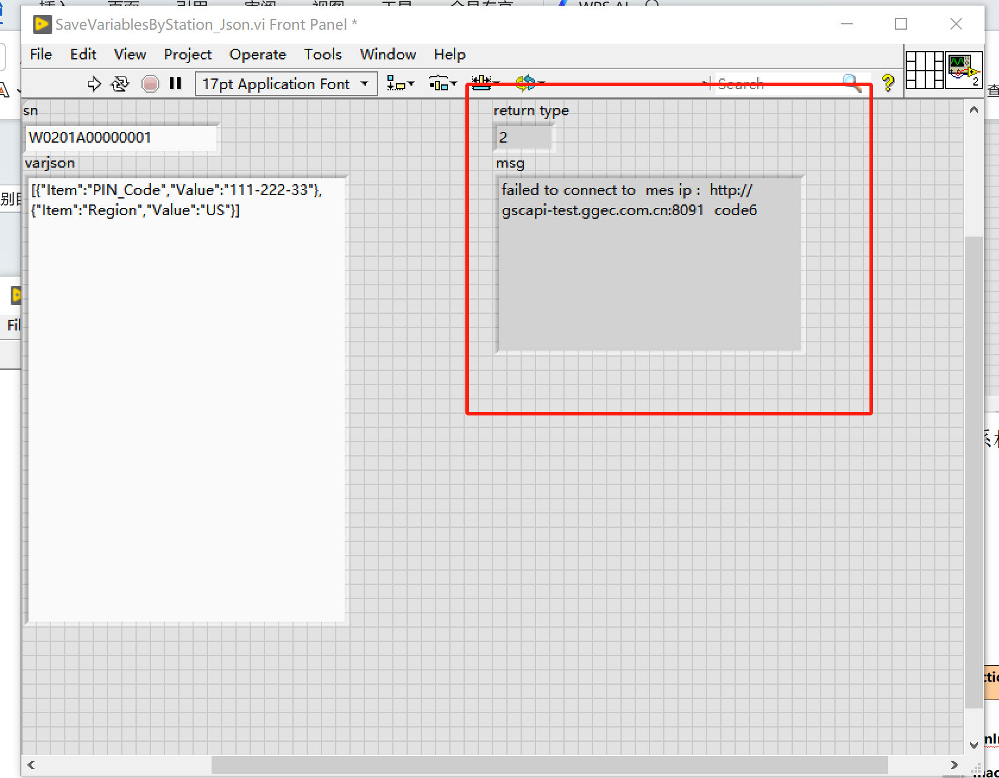 SaveVariablesByStation_Json.vi Front Panel *
File Edit View Project Operate Tools Window Help
17pt Application Font
Search
2
sn
W0201A00000001
varjson
[{"Item":"PIN_Code","Value":"111-222-33"},
{"Item":"Region","Value":"US"}]
return type
2
msg
failed to connect to  mes ip :  http://
gscapi-test.ggec.com.cn:8091  code6